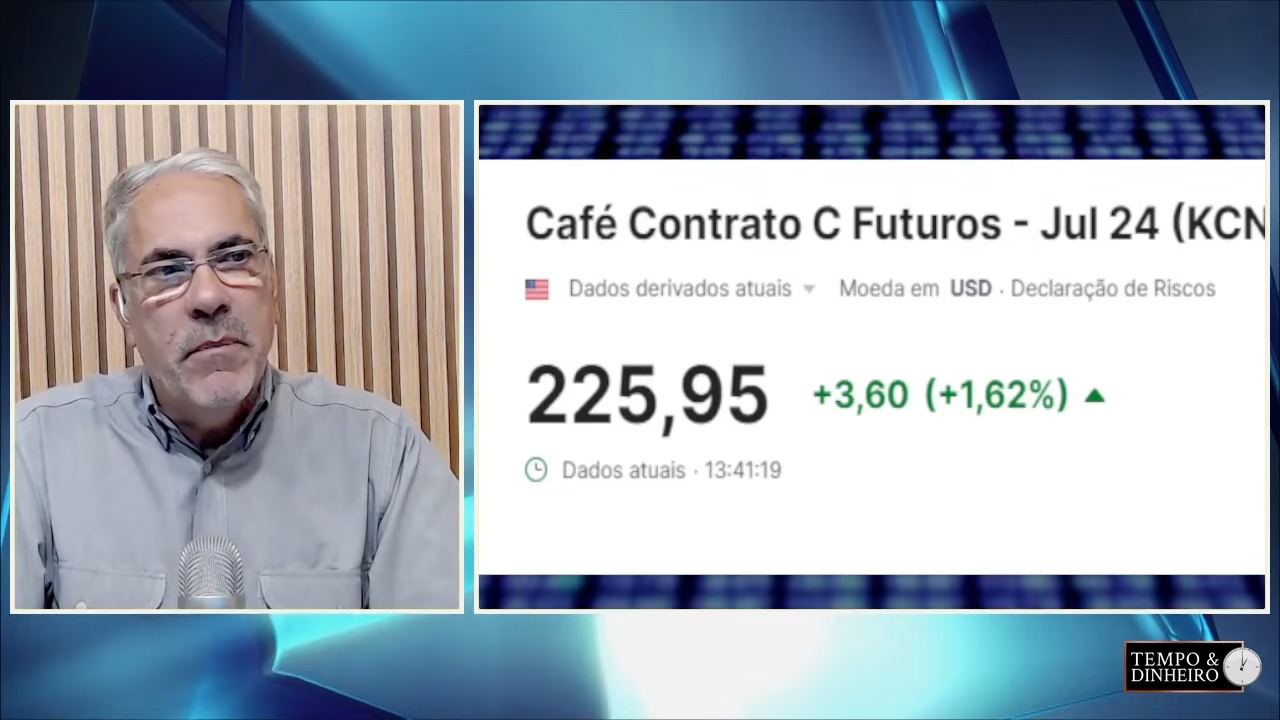 Café Contrato C Futuros - Jul 24 (KCN
Dados derivados atuais Moeda em USD . Declaração de Riscos
225,95 +3,60 (+1,62%)
Dados atuais · 13:41:19
TEMPO &
DINHEIRO